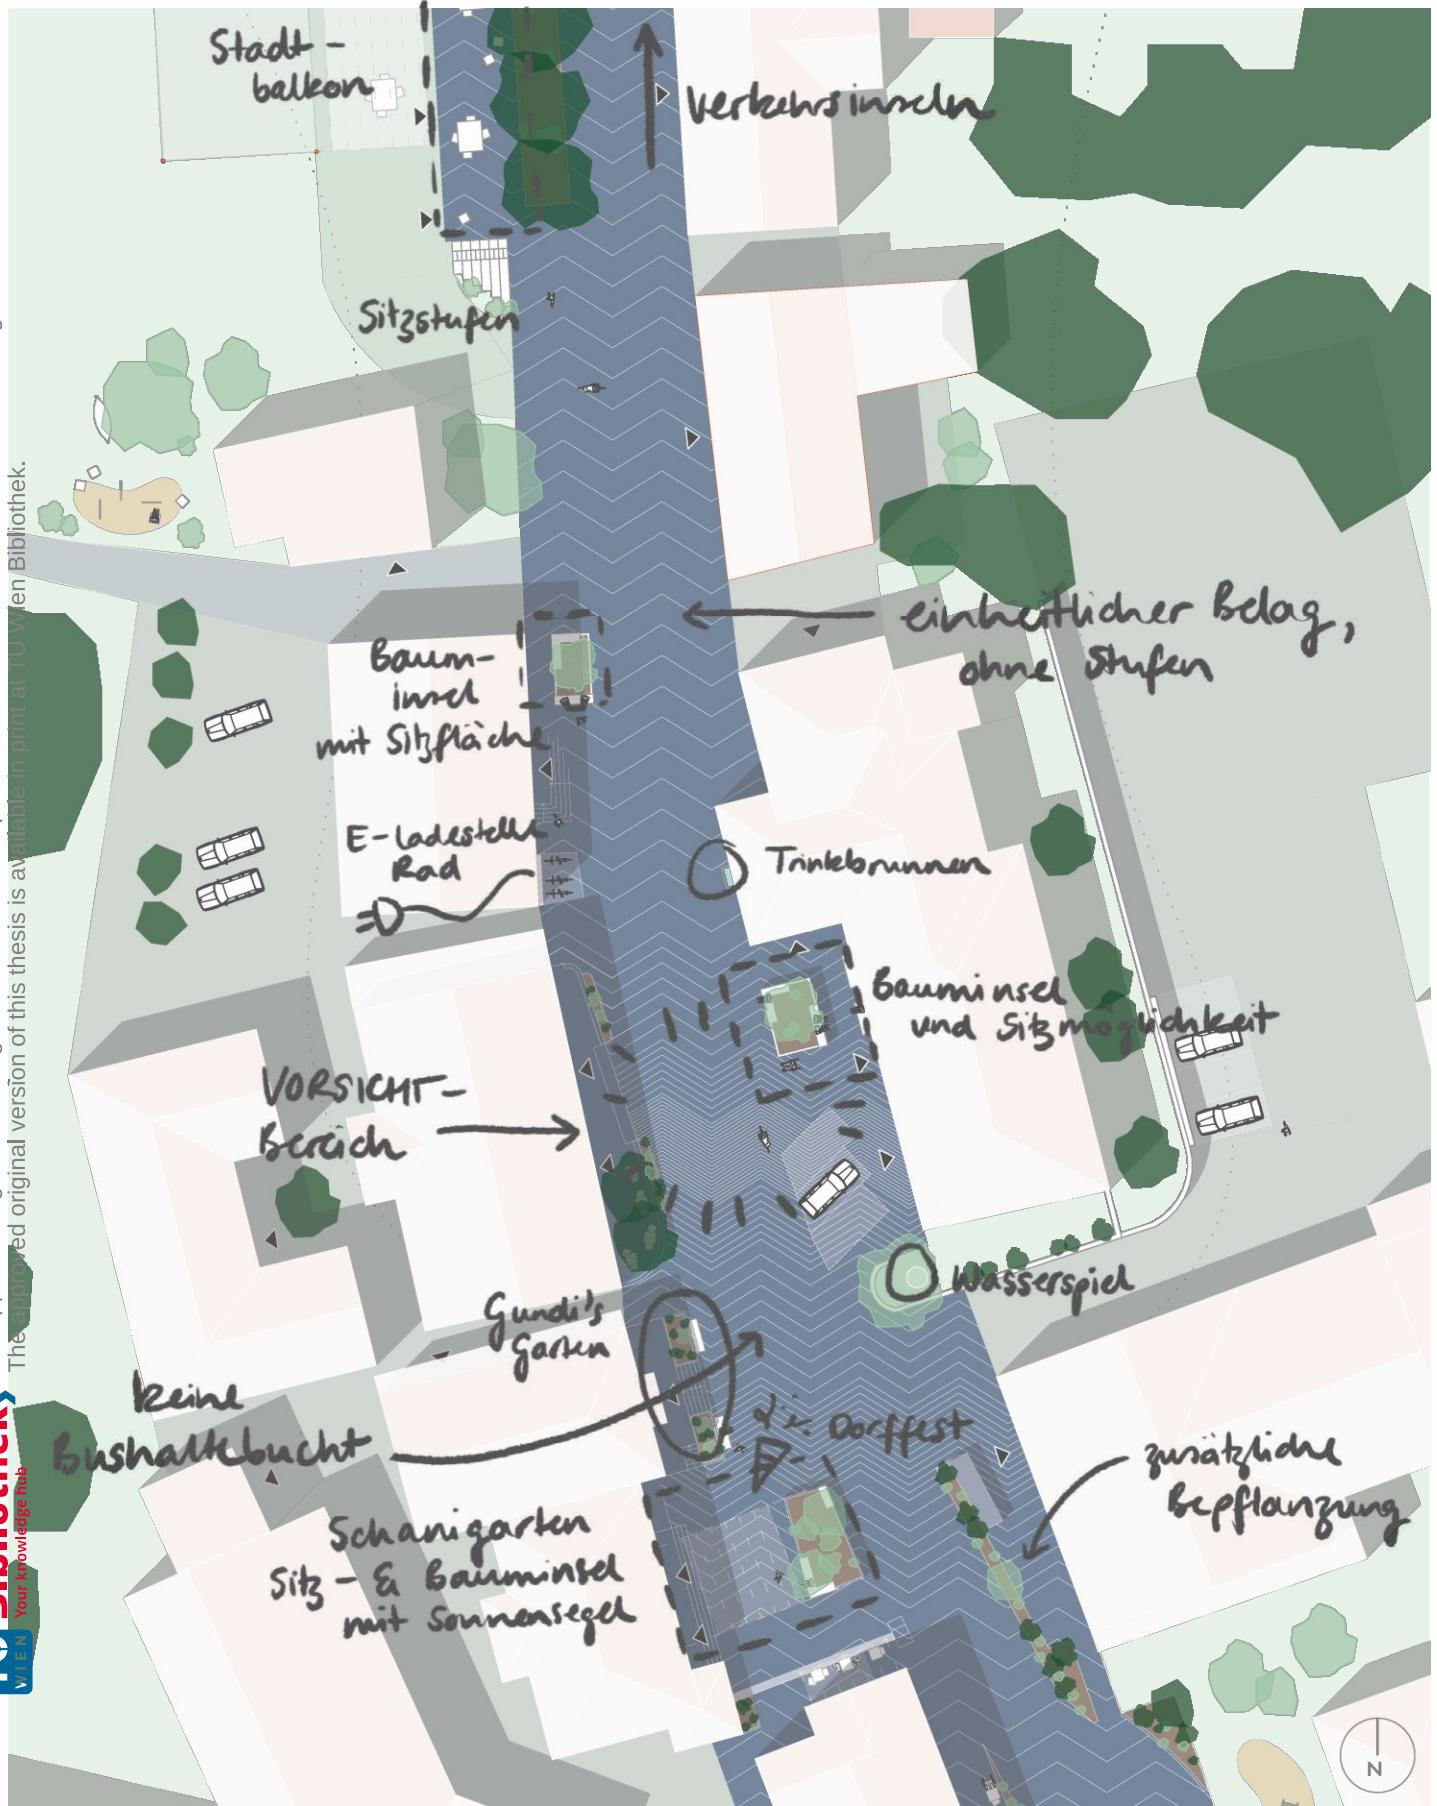 Stadt-
balkon
Verkehrsinseln
Sitzstufen
einheitlicher Belag,
ohne Stufen
Baum-
insel
mit Sitzfläche
E-Ladestelle
Rad
Trinkbrunnen
Bauminsel
und Sitzmöglichkeit
VORSICHT-
Bereich
Wasserspiel
Gundi's
Garten
keine
Bushaltebucht
Dorffest
zusätzliche
Bepflanzung
Schanigarten
Sitz- & Bauminsel
mit Sonnensegel
N
The approved original version of this thesis is available in print at TU Wien Bibliothek.
Your knowledge hub
WIEN